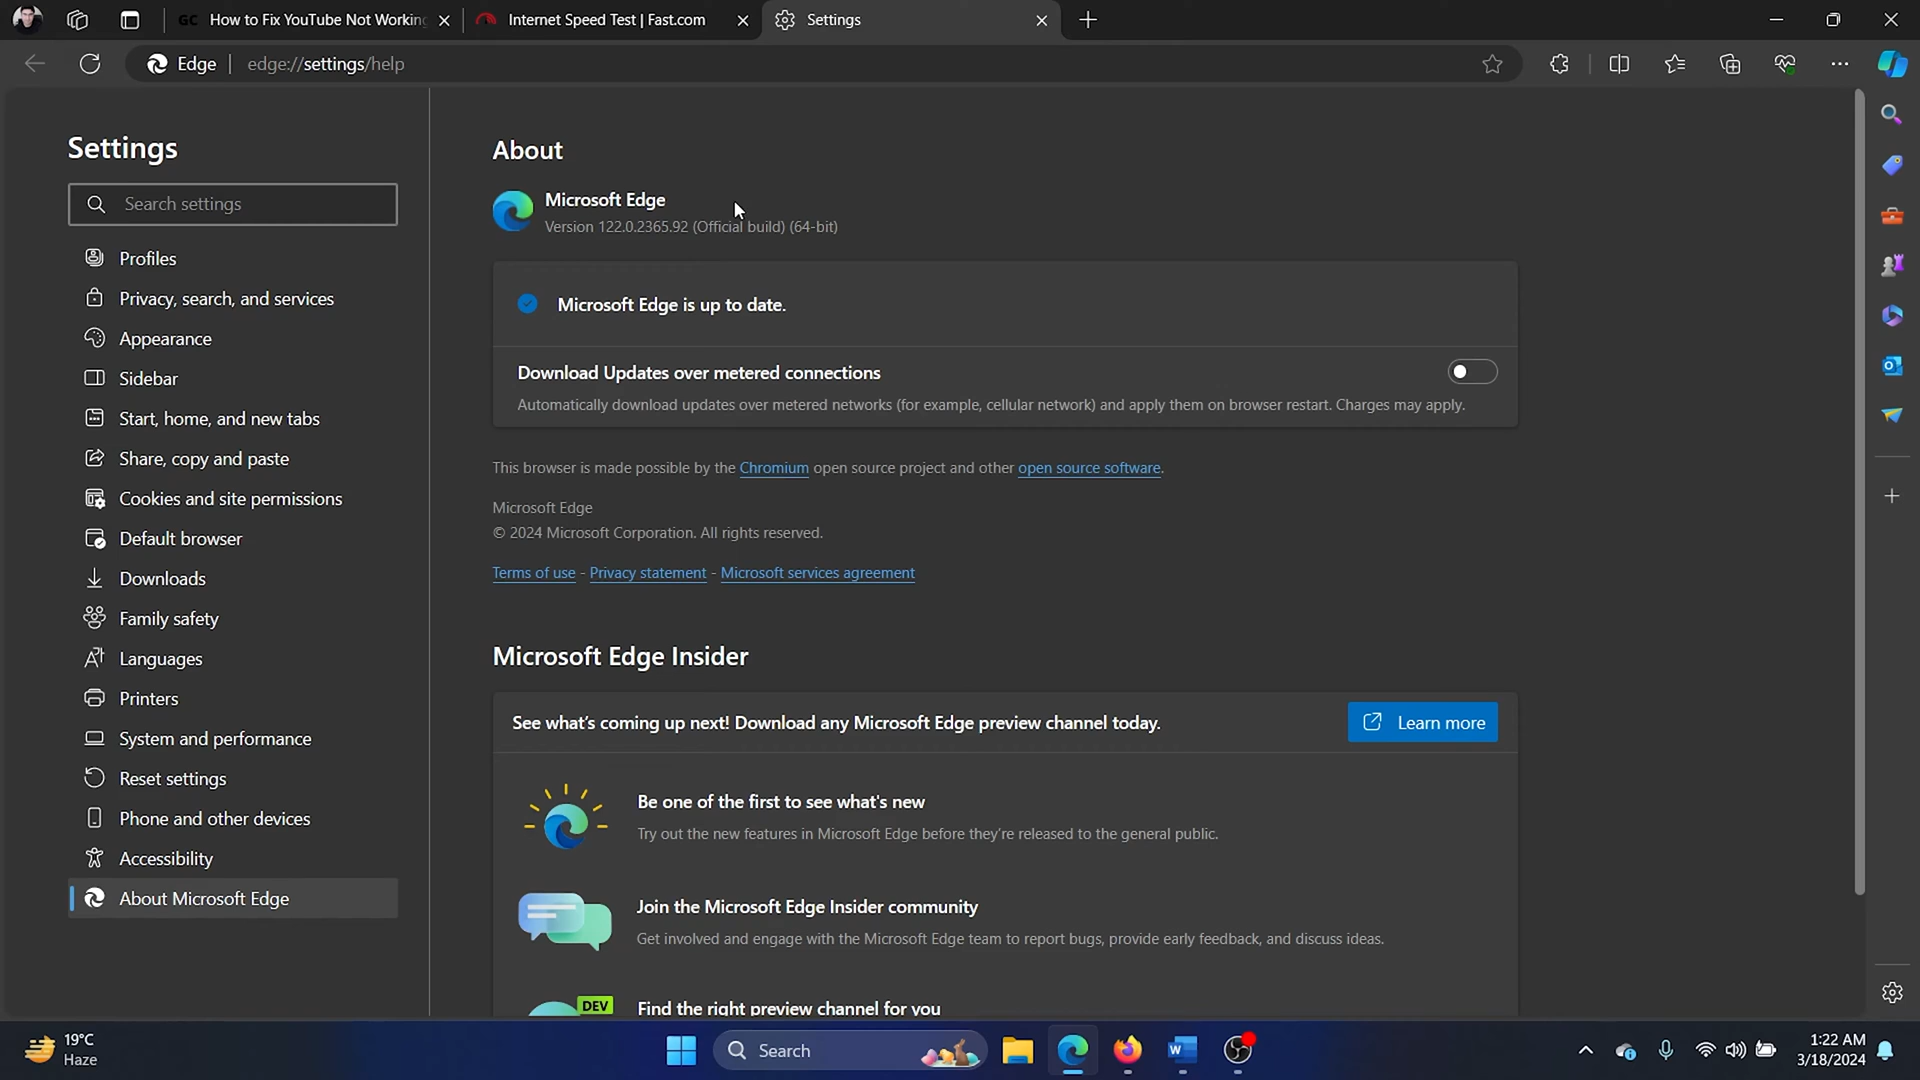 GC How to Fix YouTube Not Working
Internet Speed Test | Fast.com
Settings
Edge
edge://settings/help
Settings
Search settings
Profiles
Privacy, search, and services
Appearance
Sidebar
Start, home, and new tabs
Share, copy and paste
Cookies and site permissions
Default browser
Downloads
Family safety
Languages
Printers
System and performance
Reset settings
Phone and other devices
Accessibility
About Microsoft Edge
About
Microsoft Edge
Version 122.0.2365.92 (Official build) (64-bit)
Microsoft Edge is up to date.
Download Updates over metered connections
Automatically download updates over metered networks (for example, cellular network) and apply them on browser restart. Charges may apply.
This browser is made possible by the Chromium open source project and other open source software.
Microsoft Edge
© 2024 Microsoft Corporation. All rights reserved.
Terms of use - Privacy statement - Microsoft services agreement
Microsoft Edge Insider
See what's coming up next! Download any Microsoft Edge preview channel today.
Learn more
Be one of the first to see what's new
Try out the new features in Microsoft Edge before they're released to the general public.
Join the Microsoft Edge Insider community
Get involved and engage with the Microsoft Edge team to report bugs, provide early feedback, and discuss ideas.
DEV
Find the right preview channel for you
19°C
Haze
Search
1:22 AM
3/18/2024